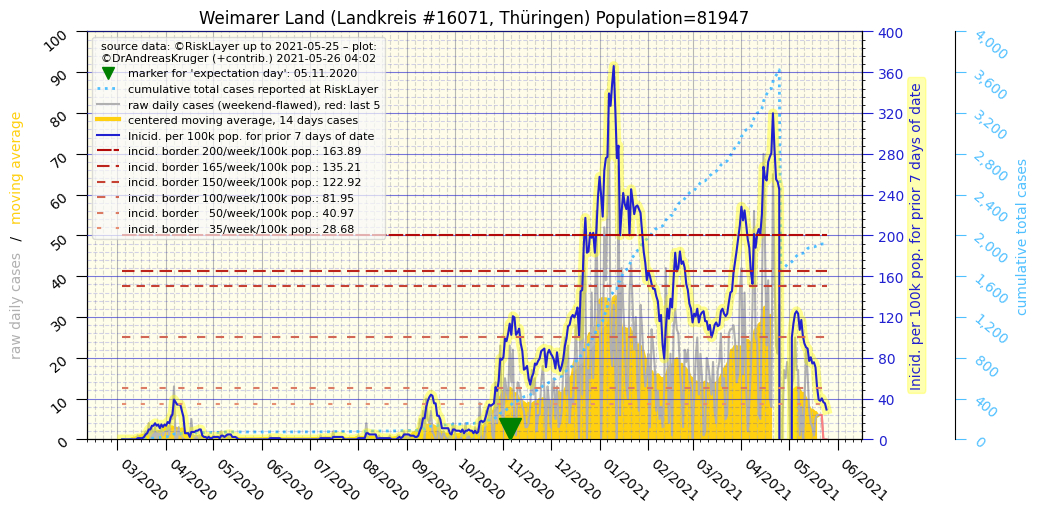 Weimarer Land (Landkreis #16071, Thüringen) Population=81947
source data: ©RiskLayer up to 2021-05-25 – plot:
©DrAndreasKruger (+contrib.) 2021-05-26 04:02
marker for 'expectation day': 05.11.2020
cumulative total cases reported at RiskLayer
raw daily cases (weekend-flawed), red: last 5
centered moving average, 14 days cases
Inicid. per 100k pop. for prior 7 days of date
incid. border 200/week/100k pop.: 163.89
incid. border 165/week/100k pop.: 135.21
incid. border 150/week/100k pop.: 122.92
incid. border 100/week/100k pop.: 81.95
incid. border   50/week/100k pop.: 40.97
incid. border   35/week/100k pop.: 28.68
raw daily cases / moving average
100
90
80
70
60
50
40
30
20
10
0
03/2020
04/2020
05/2020
06/2020
07/2020
08/2020
09/2020
10/2020
11/2020
12/2020
01/2021
02/2021
03/2021
04/2021
05/2021
06/2021
400
360
320
280
240
200
160
120
80
40
0
Inicid. per 100k pop. for prior 7 days of date
4,000
3,600
3,200
2,800
2,400
2,000
1,600
1,200
800
400
0
cumulative total cases